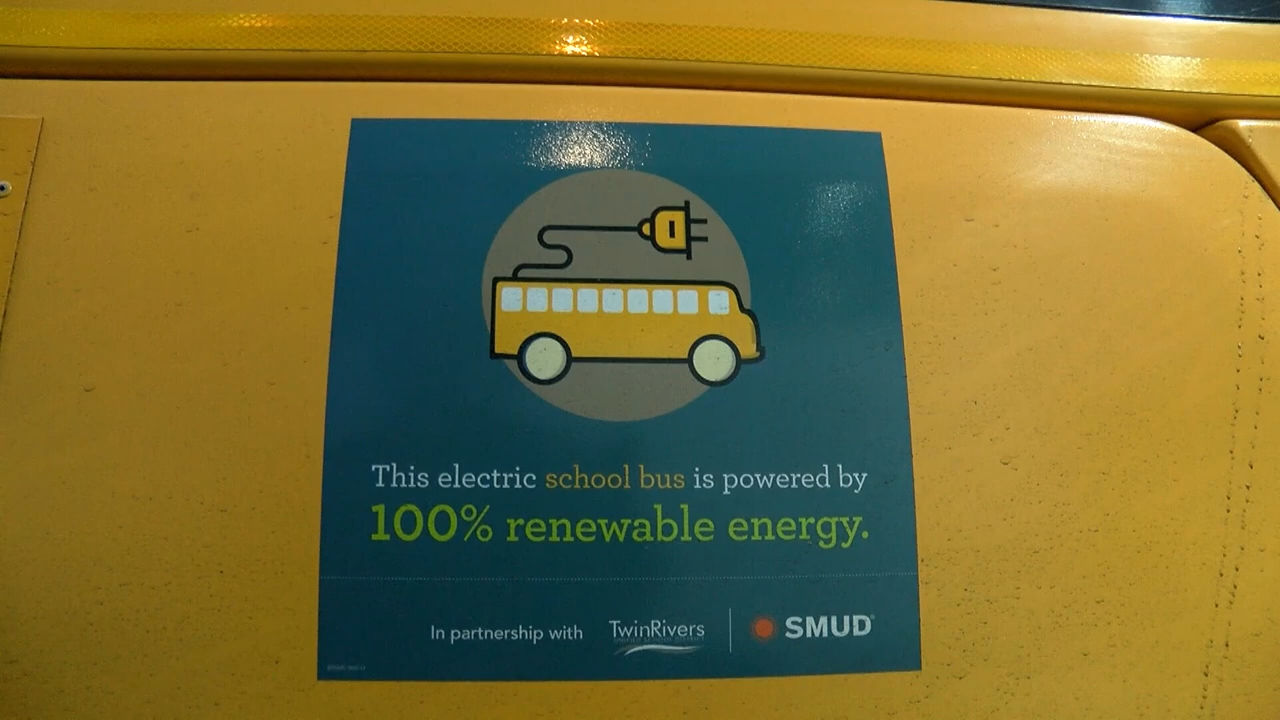 This electric school bus is powered by
100% renewable energy.
In partnership with TwinRivers SMUD